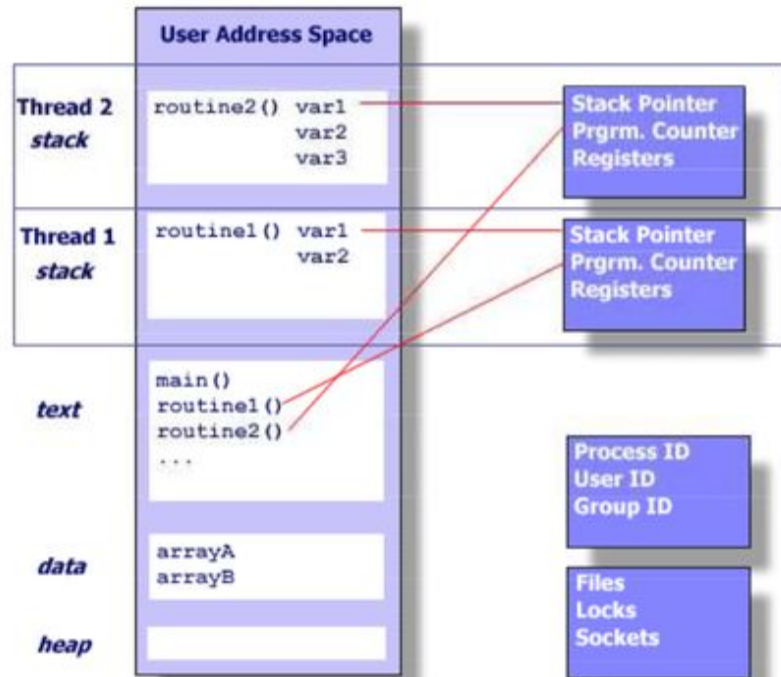 User Address Space
Thread 2
stack
routine2() var1
var2
var3
Stack Pointer
Prgrm. Counter
Registers
Thread 1
stack
routine1() var1
var2
Stack Pointer
Prgrm. Counter
Registers
text
main()
routine1()
routine2()
...
Process ID
User ID
Group ID
data
arrayA
arrayB
Files
Locks
Sockets
heap